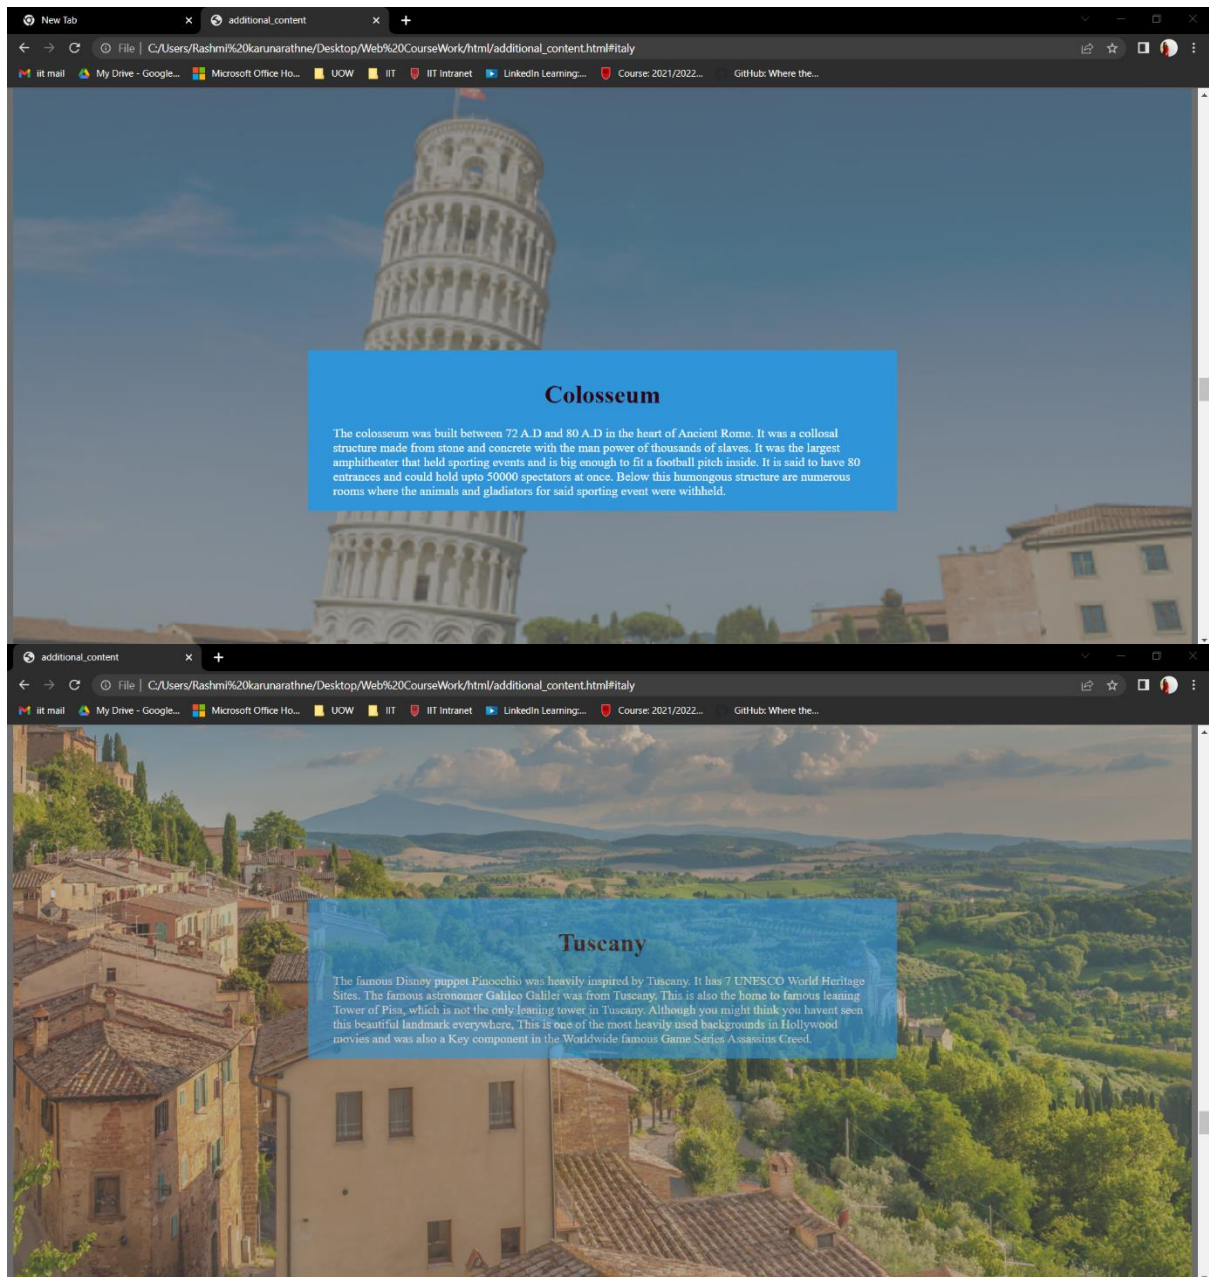 New Tab
additional_content
File | C:/Users/Rashmi%20karunarathne/Desktop/Web%20CourseWork/html/additional_content.html#italy
iit mail My Drive - Google... Microsoft Office Ho... UOW IIT IIT Intranet LinkedIn Learning:... Course: 2021/2022... GitHub: Where the...
Colosseum
The colosseum was built between 72 A.D and 80 A.D in the heart of Ancient Rome. It was a collosal
structure made from stone and concrete with the man power of thousands of slaves. It was the largest
amphitheater that held sporting events and is big enough to fit a football pitch inside. It is said to have 80
entrances and could hold upto 50000 spectators at once. Below this humongous structure are numerous
rooms where the animals and gladiators for said sporting event were withheld.
additional_content
File | C:/Users/Rashmi%20karunarathne/Desktop/Web%20CourseWork/html/additional_content.html#italy
iit mail My Drive - Google... Microsoft Office Ho... UOW IIT IIT Intranet LinkedIn Learning:... Course: 2021/2022... GitHub: Where the...
Tuscany
The famous Disney puppet Pinocchio was heavily inspired by Tuscany. It has 7 UNESCO World Heritage
Sites. The famous astronomer Galileo Galilei was from Tuscany. This is also the home to famous leaning
Tower of Pisa, which is not the only leaning tower in Tuscany. Although you might think you havent seen
this beautiful landmark everywhere, This is one of the most heavily used backgrounds in Hollywood
movies and was also a Key component in the Worldwide famous Game Series Assassins Creed.